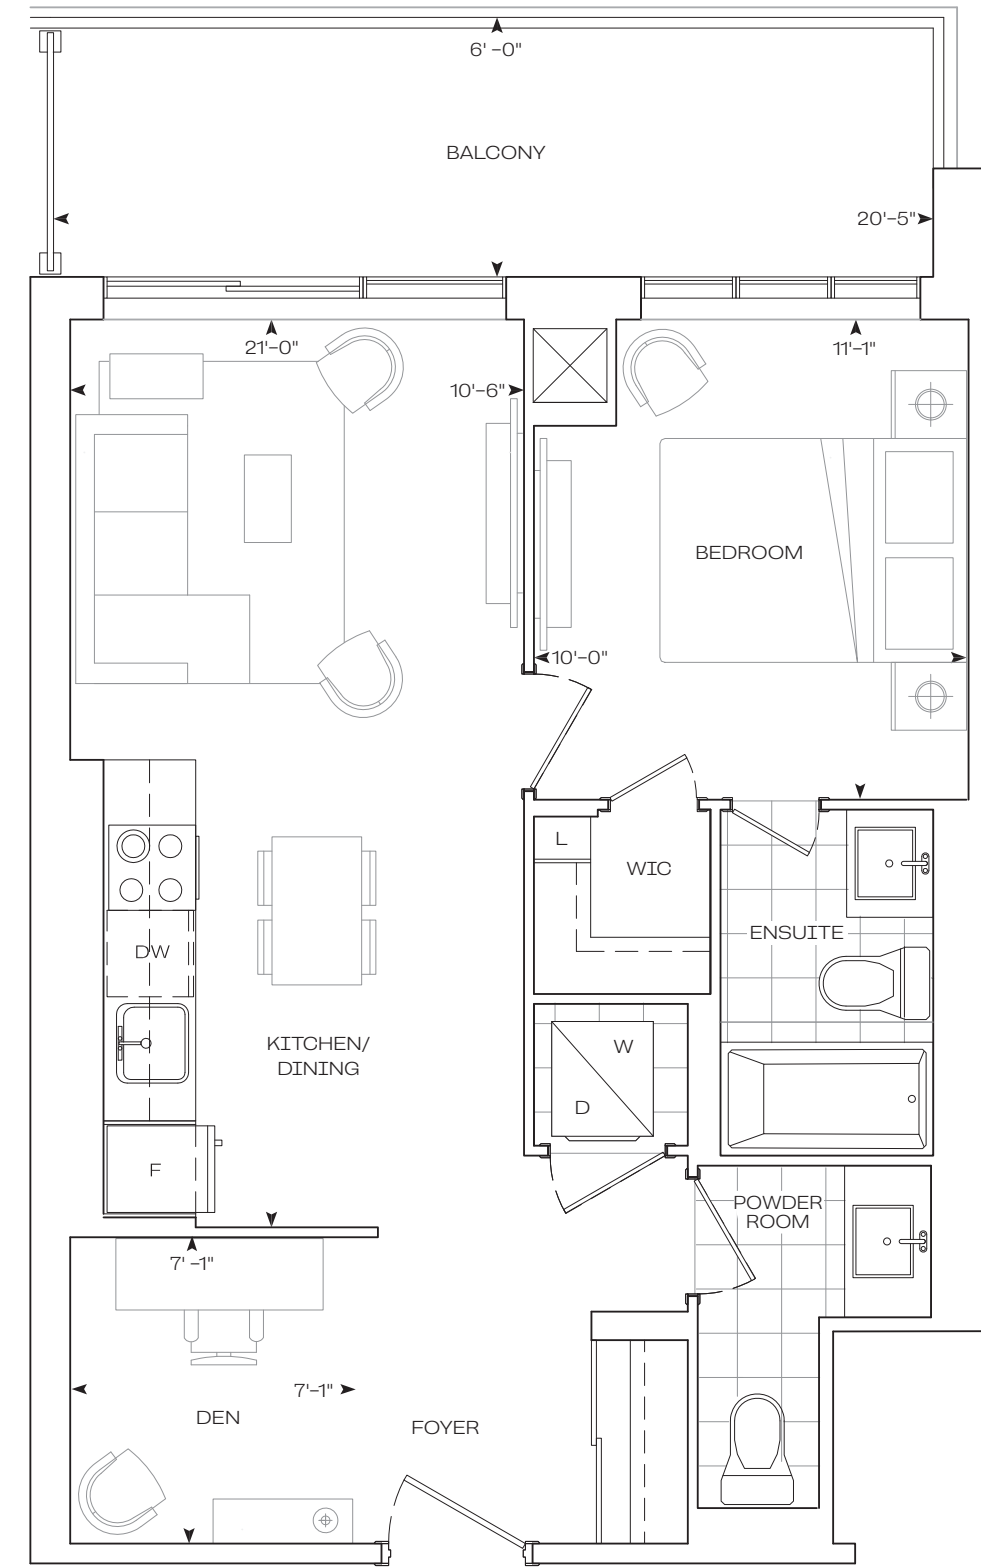 6' -0"
BALCONY
20'-5"
21'-0"
11'-1"
10'-6"
BEDROOM
10'-0"
L
WIC
DW
ENSUITE
KITCHEN/
DINING
W
D
F
POWDER
ROOM
7' -1"
7'-1"
DEN
FOYER